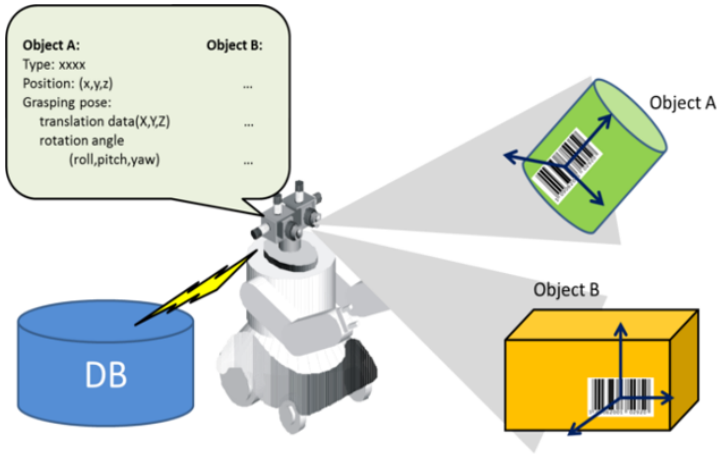 Object A: Object B:
Type: xxxx
Position: (x,y,z) ...
Grasping pose:
translation data(X,Y,Z) ...
rotation angle
(roll,pitch,yaw) ...
Object A
Object B
DB